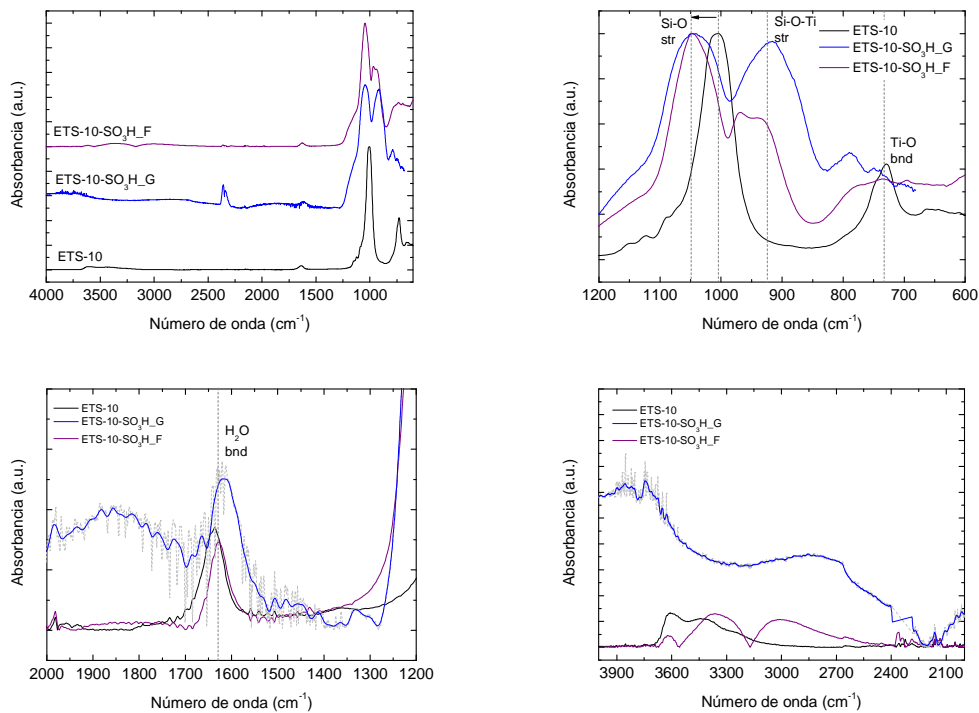 ETS-10-SO3H_F
ETS-10-SO3H_G
ETS-10
Absorbancia (a.u.)
4000 3500 3000 2500 2000 1500 1000
Número de onda (cm-1)
Si-O
str
Si-O-Ti
str
ETS-10
ETS-10-SO3H_G
ETS-10-SO3H_F
Ti-O
bnd
Absorbancia (a.u.)
1200 1100 1000 900 800 700 600
Número de onda (cm-1)
ETS-10
ETS-10-SO3H_G
ETS-10-SO3H_F
H2O
bnd
Absorbancia (a.u.)
2000 1900 1800 1700 1600 1500 1400 1300 1200
Número de onda (cm-1)
ETS-10
ETS-10-SO3H_G
ETS-10-SO3H_F
Absorbancia (a.u.)
3900 3600 3300 3000 2700 2400 2100
Número de onda (cm-1)